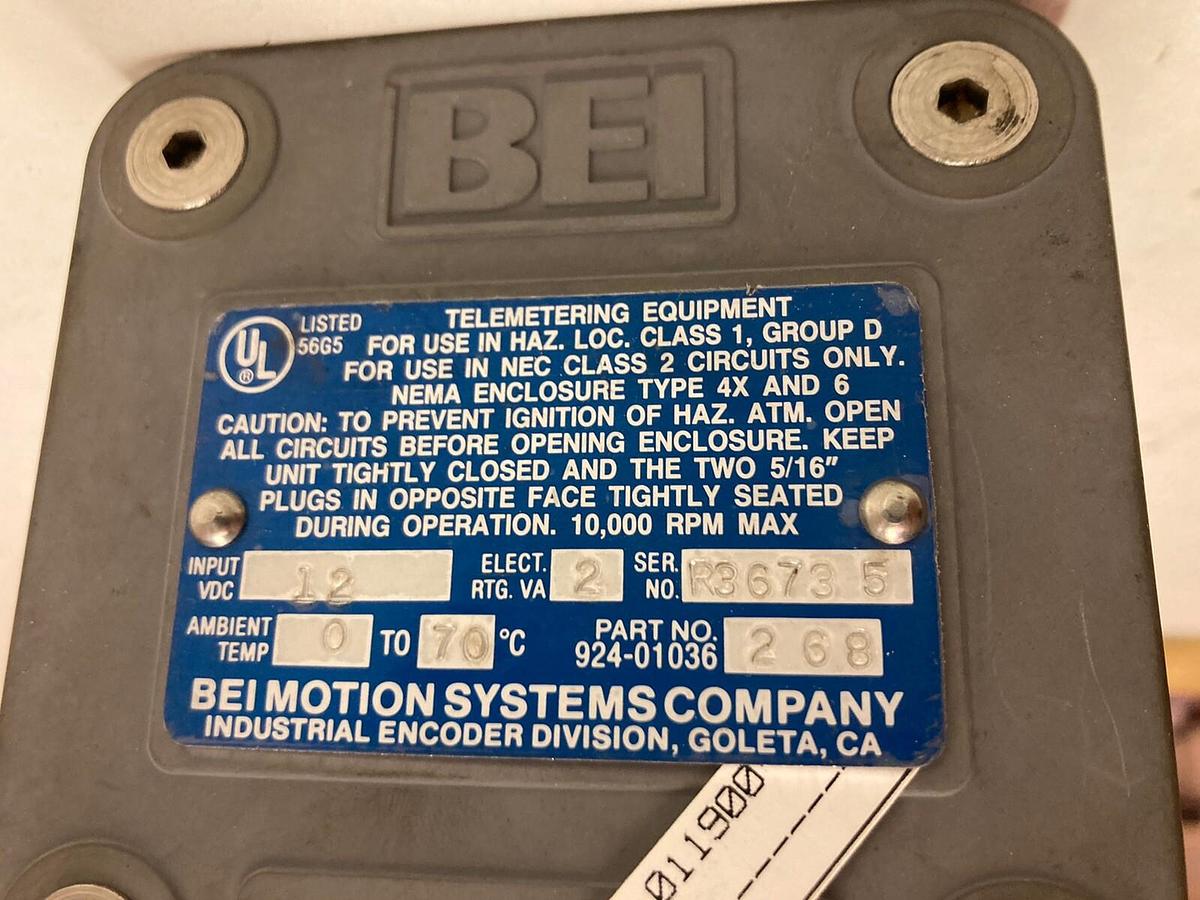 BEI
UL
®
LISTED
56G5
TELEMETERING EQUIPMENT
FOR USE IN HAZ. LOC. CLASS 1, GROUP D
FOR USE IN NEC CLASS 2 CIRCUITS ONLY.
NEMA ENCLOSURE TYPE 4X AND 6
CAUTION: TO PREVENT IGNITION OF HAZ. ATM. OPEN
ALL CIRCUITS BEFORE OPENING ENCLOSURE. KEEP
UNIT TIGHTLY CLOSED AND THE TWO 5/16"
PLUGS IN OPPOSITE FACE TIGHTLY SEATED
DURING OPERATION. 10,000 RPM MAX
INPUT VDC 12 ELECT. RTG. VA 2 SER. NO. R36735
AMBIENT TEMP 0 TO 70 °C PART NO. 924-01036 268
BEI MOTION SYSTEMS COMPANY
INDUSTRIAL ENCODER DIVISION, GOLETA, CA
011900